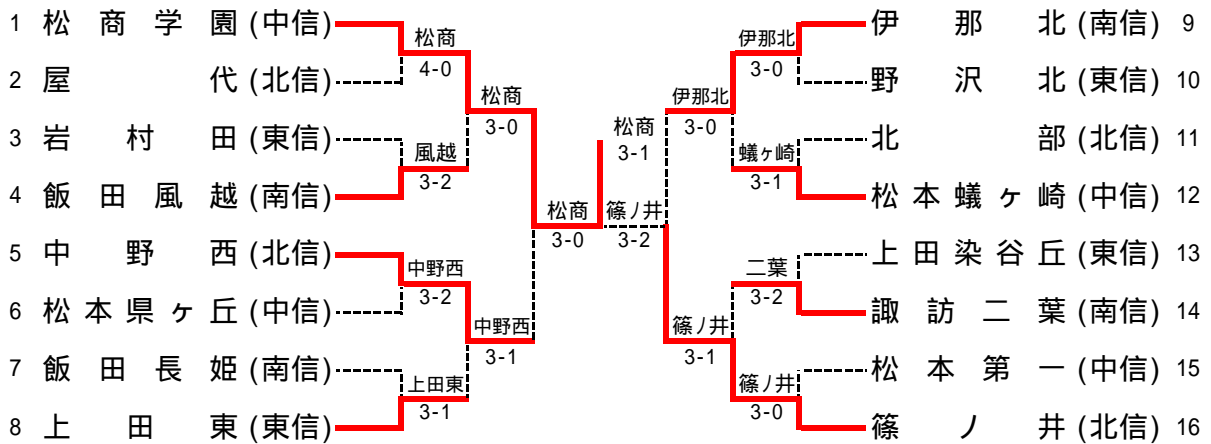 1 松商学園(中信)
2 屋代(北信)
3 岩村田(東信)
4 飯田風越(南信)
5 中野西(北信)
6 松本県ヶ丘(中信)
7 飯田長姫(南信)
8 上田東(東信)
松商
4-0
風越
3-2
中野西
3-2
上田東
3-1
松商
3-0
中野西
3-1
松商
3-0
松商
3-1
篠ノ井
3-2
伊那北
3-0
篠ノ井
3-1
伊那北
3-0
蟻ヶ崎
3-1
二葉
3-2
篠ノ井
3-0
伊那北(南信) 9
野沢北(東信) 10
北部(北信) 11
松本蟻ヶ崎(中信) 12
上田染谷丘(東信) 13
諏訪二葉(南信) 14
松本第一(中信) 15
篠ノ井(北信) 16